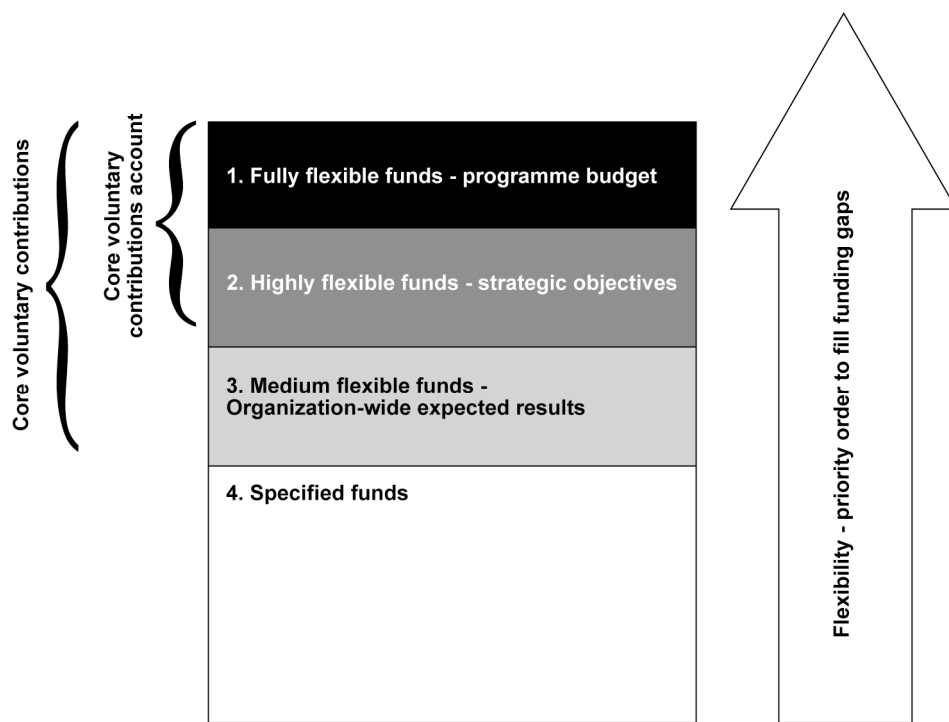 Core voluntary contributions
Core voluntary
contributions account
1. Fully flexible funds - programme budget
2. Highly flexible funds - strategic objectives
3. Medium flexible funds -
Organization-wide expected results
4. Specified funds
Flexibility - priority order to fill funding gaps